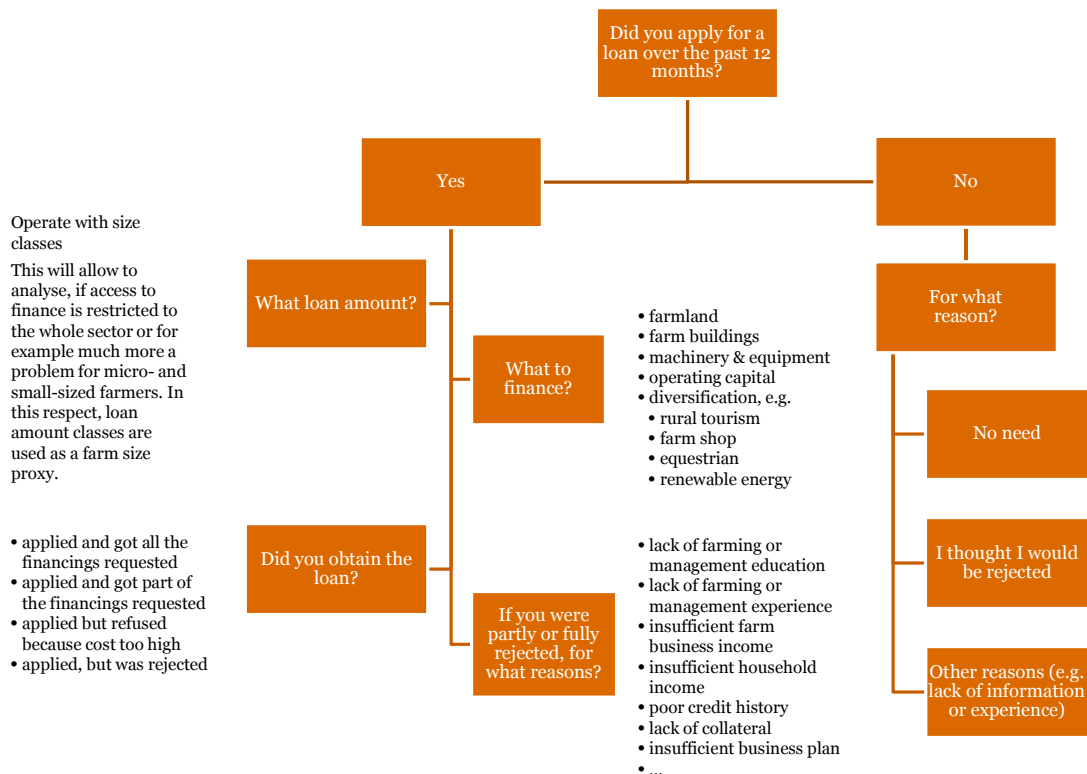 Did you apply for a
loan over the past 12
months?
Yes
No
Operate with size
classes
This will allow to
analyse, if access to
finance is restricted to
the whole sector or for
example much more a
problem for micro- and
small-sized farmers. In
this respect, loan
amount classes are
used as a farm size
proxy.
What loan amount?
What to
finance?
• farmland
• farm buildings
• machinery & equipment
• operating capital
• diversification, e.g.
• rural tourism
• farm shop
• equestrian
• renewable energy
For what
reason?
No need
• applied and got all the
financings requested
• applied and got part of
the financings requested
• applied but refused
because cost too high
• applied, but was rejected
Did you obtain the
loan?
If you were
partly or fully
rejected, for
what reasons?
• lack of farming or
management education
• lack of farming or
management experience
• insufficient farm
business income
• insufficient household
income
• poor credit history
• lack of collateral
• insufficient business plan
• ...
I thought I would
be rejected
Other reasons (e.g.
lack of information
or experience)